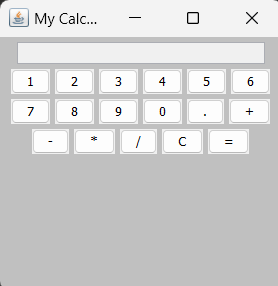 My Calc...
1 2 3 4 5 6
7 8 9 0 . +
- * / C =